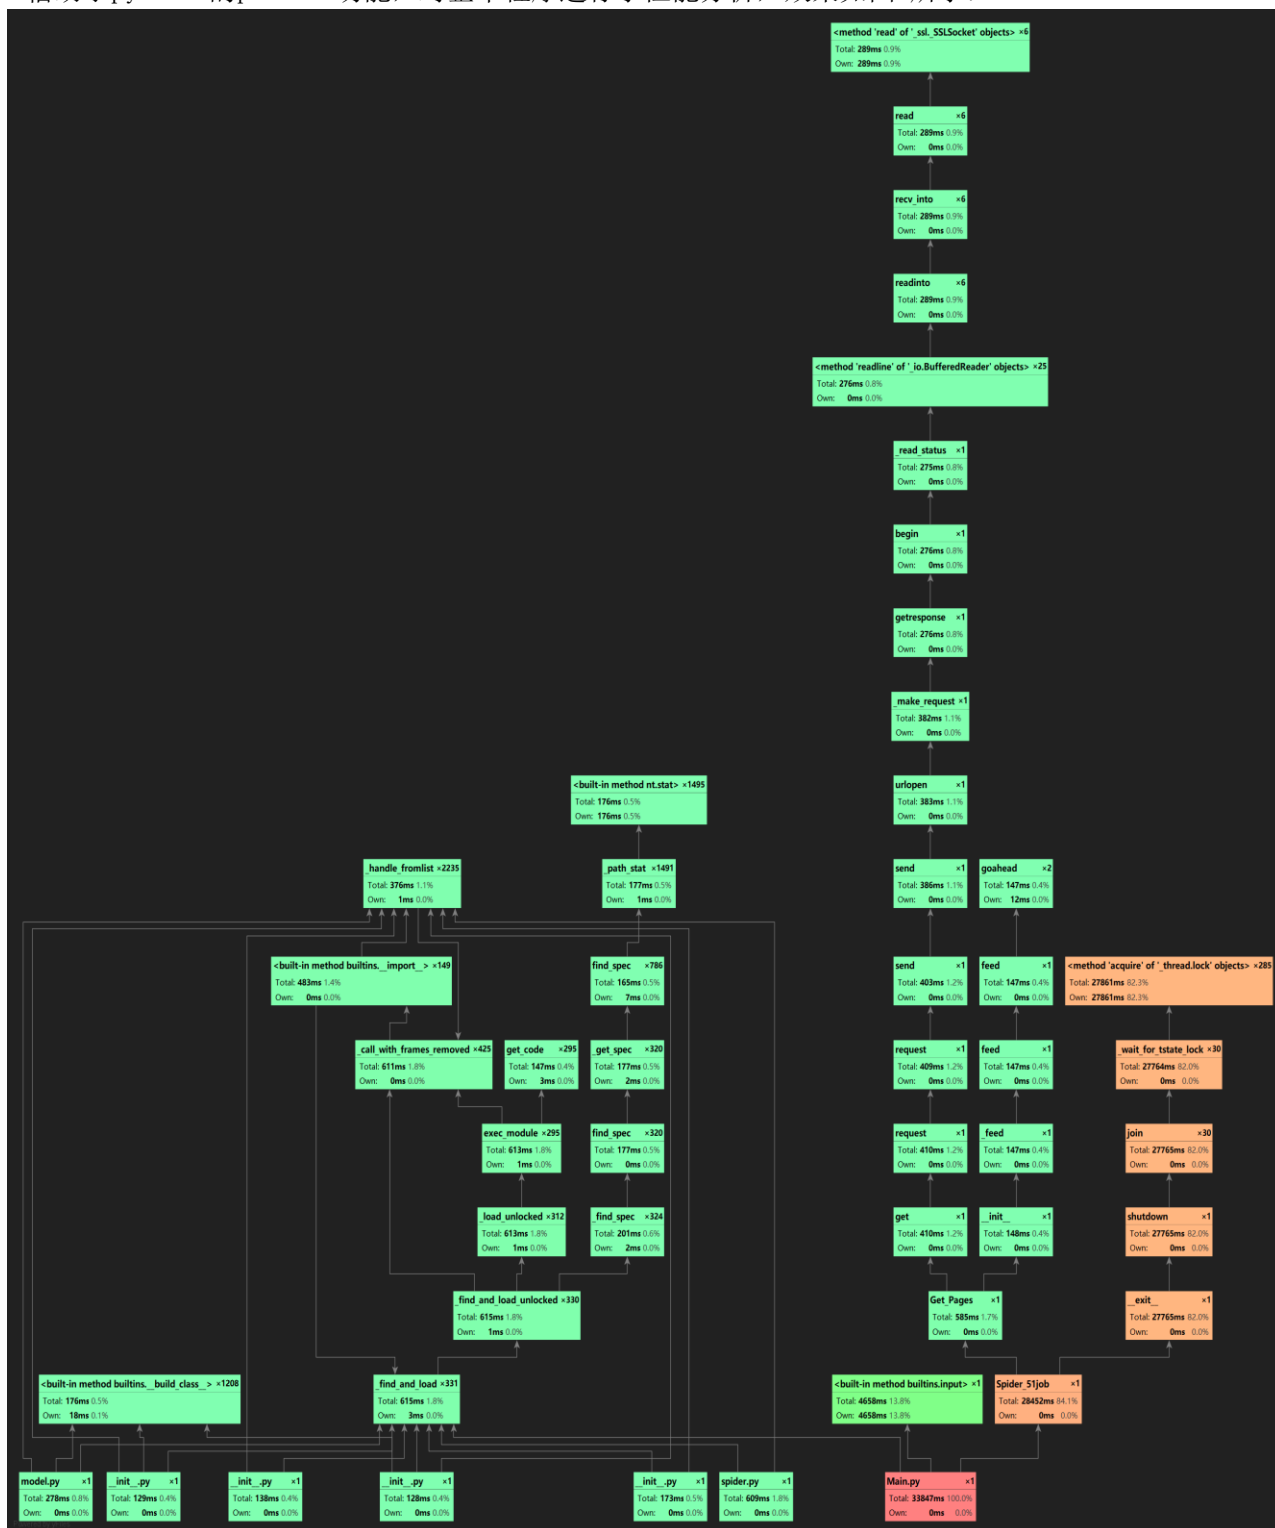 <method 'read' of '_ssl._SSLSocket' objects> ×6
Total: 289ms 0.9%
Own: 289ms 0.9%
read ×6
Total: 289ms 0.9%
Own: 0ms 0.0%
recv_into ×6
Total: 289ms 0.9%
Own: 0ms 0.0%
readinto ×6
Total: 289ms 0.9%
Own: 0ms 0.0%
<method 'readline' of '_io.BufferedReader' objects> ×25
Total: 276ms 0.8%
Own: 0ms 0.0%
_read_status ×1
Total: 275ms 0.8%
Own: 0ms 0.0%
begin ×1
Total: 276ms 0.8%
Own: 0ms 0.0%
getresponse ×1
Total: 276ms 0.8%
Own: 0ms 0.0%
_make_request ×1
Total: 382ms 1.1%
Own: 0ms 0.0%
<built-in method nt.stat> ×1495
Total: 176ms 0.5%
Own: 176ms 0.5%
urlopen ×1
Total: 383ms 1.1%
Own: 0ms 0.0%
_handle_fromlist ×2235
Total: 376ms 1.1%
Own: 1ms 0.0%
_path_stat ×1491
Total: 177ms 0.5%
Own: 1ms 0.0%
send ×1
Total: 386ms 1.1%
Own: 0ms 0.0%
goahead ×2
Total: 147ms 0.4%
Own: 12ms 0.0%
<built-in method builtins.__import__> ×149
Total: 483ms 1.4%
Own: 0ms 0.0%
find_spec ×786
Total: 165ms 0.5%
Own: 7ms 0.0%
send ×1
Total: 403ms 1.2%
Own: 0ms 0.0%
feed ×1
Total: 147ms 0.4%
Own: 0ms 0.0%
<method 'acquire' of '_thread.lock' objects> ×285
Total: 27861ms 82.3%
Own: 27861ms 82.3%
_call_with_frames_removed ×425
Total: 611ms 1.8%
Own: 0ms 0.0%
get_code ×295
Total: 147ms 0.4%
Own: 3ms 0.0%
_get_spec ×320
Total: 177ms 0.5%
Own: 2ms 0.0%
request ×1
Total: 409ms 1.2%
Own: 0ms 0.0%
feed ×1
Total: 147ms 0.4%
Own: 0ms 0.0%
_wait_for_tstate_lock ×30
Total: 27764ms 82.0%
Own: 0ms 0.0%
exec_module ×295
Total: 613ms 1.8%
Own: 1ms 0.0%
find_spec ×320
Total: 177ms 0.5%
Own: 0ms 0.0%
request ×1
Total: 410ms 1.2%
Own: 0ms 0.0%
_feed ×1
Total: 147ms 0.4%
Own: 0ms 0.0%
join ×30
Total: 27765ms 82.0%
Own: 0ms 0.0%
_load_unlocked ×312
Total: 613ms 1.8%
Own: 1ms 0.0%
_find_spec ×324
Total: 201ms 0.6%
Own: 2ms 0.0%
get ×1
Total: 410ms 1.2%
Own: 0ms 0.0%
__init__ ×1
Total: 148ms 0.4%
Own: 0ms 0.0%
shutdown ×1
Total: 27765ms 82.0%
Own: 0ms 0.0%
_find_and_load_unlocked ×330
Total: 615ms 1.8%
Own: 1ms 0.0%
Get_Pages ×1
Total: 585ms 1.7%
Own: 0ms 0.0%
__exit__ ×1
Total: 27765ms 82.0%
Own: 0ms 0.0%
<built-in method builtins.__build_class__> ×1208
Total: 176ms 0.5%
Own: 18ms 0.1%
_find_and_load ×331
Total: 615ms 1.8%
Own: 3ms 0.0%
<built-in method builtins.input> ×1
Total: 4658ms 13.8%
Own: 4658ms 13.8%
Spider_51job ×1
Total: 28452ms 84.1%
Own: 0ms 0.0%
model.py ×1
Total: 278ms 0.8%
Own: 0ms 0.0%
__init__.py ×1
Total: 129ms 0.4%
Own: 0ms 0.0%
__init__.py ×1
Total: 138ms 0.4%
Own: 0ms 0.0%
__init__.py ×1
Total: 128ms 0.4%
Own: 0ms 0.0%
__init__.py ×1
Total: 173ms 0.5%
Own: 0ms 0.0%
spider.py ×1
Total: 609ms 1.8%
Own: 0ms 0.0%
Main.py ×1
Total: 33847ms 100.0%
Own: 0ms 0.0%